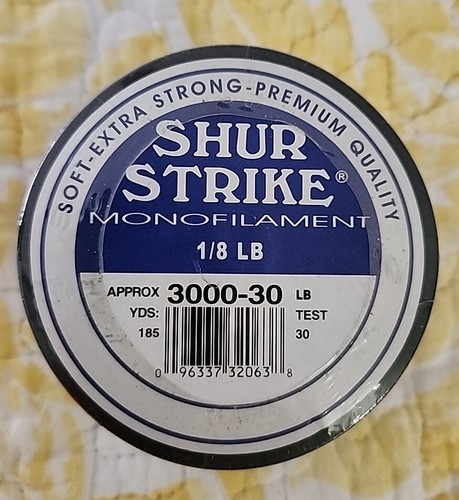 SOFT-EXTRA STRONG-PREMIUM QUALITY
SHUR
STRIKE®
MONOFILAMENT
1/8 LB
APPROX 3000-30 LB
YDS: TEST
185 30
0 96337 32063 8